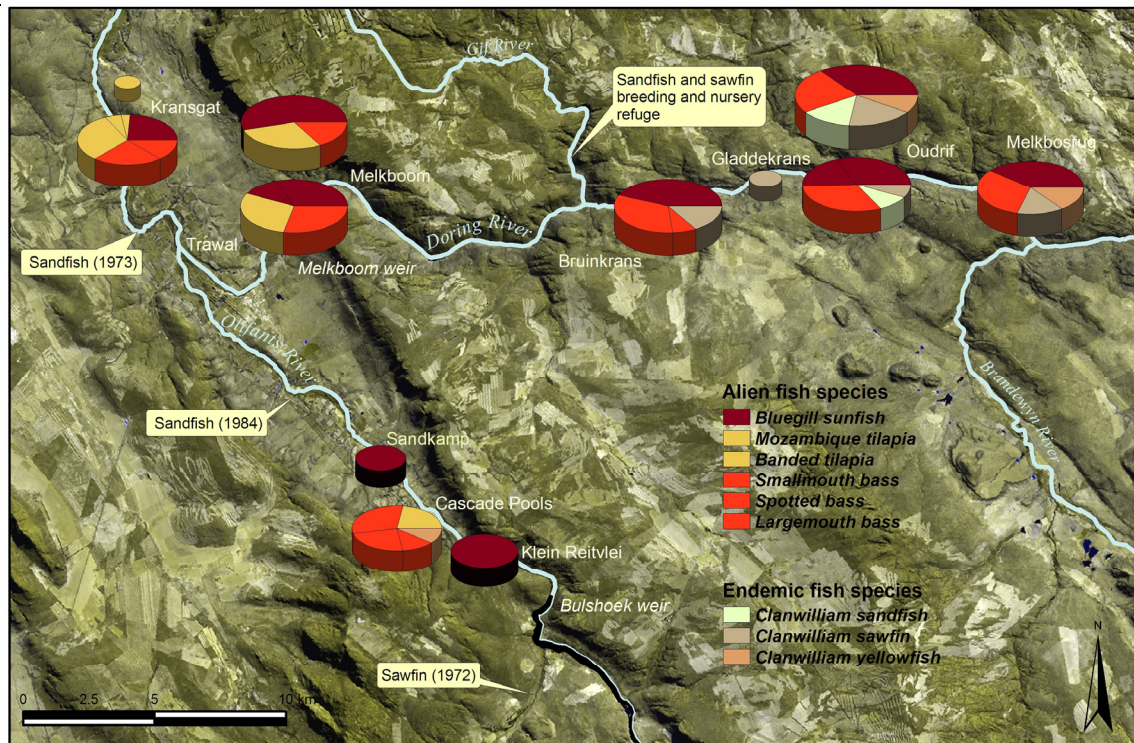 Gif River
Sandfish and sawfin
breeding and nursery
refuge
Kransgat
Melkboom
Gladdekrans
Oudrif
Melkbosrug
Doring River
Bruinkrans
Trawal
Melkboom weir
Sandfish (1973)
Olifants River
Sandfish (1984)
Brandewyn River
Sandkamp
Cascade Pools
Klein Reitvlei
Bulshoek weir
Sawfin (1972)
Alien fish species
Bluegill sunfish
Mozambique tilapia
Banded tilapia
Smallmouth bass
Spotted bass
Largemouth bass
Endemic fish species
Clanwilliam sandfish
Clanwilliam sawfin
Clanwilliam yellowfish
N
0 2.5 5 10 km